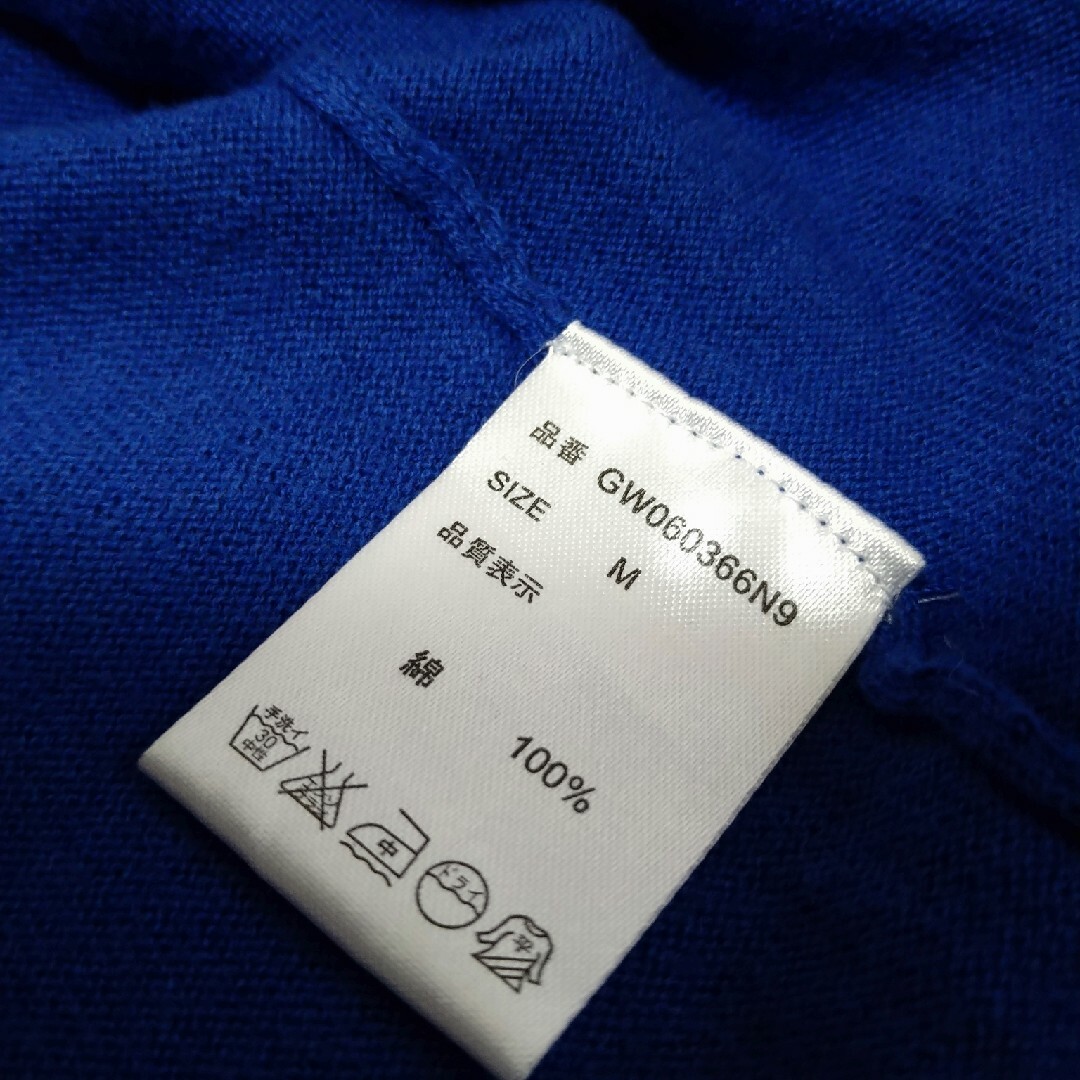 品番 GW060366N9
SIZE M
品質表示
綿 100%
手洗イ
30
中性
中
ドライ
平